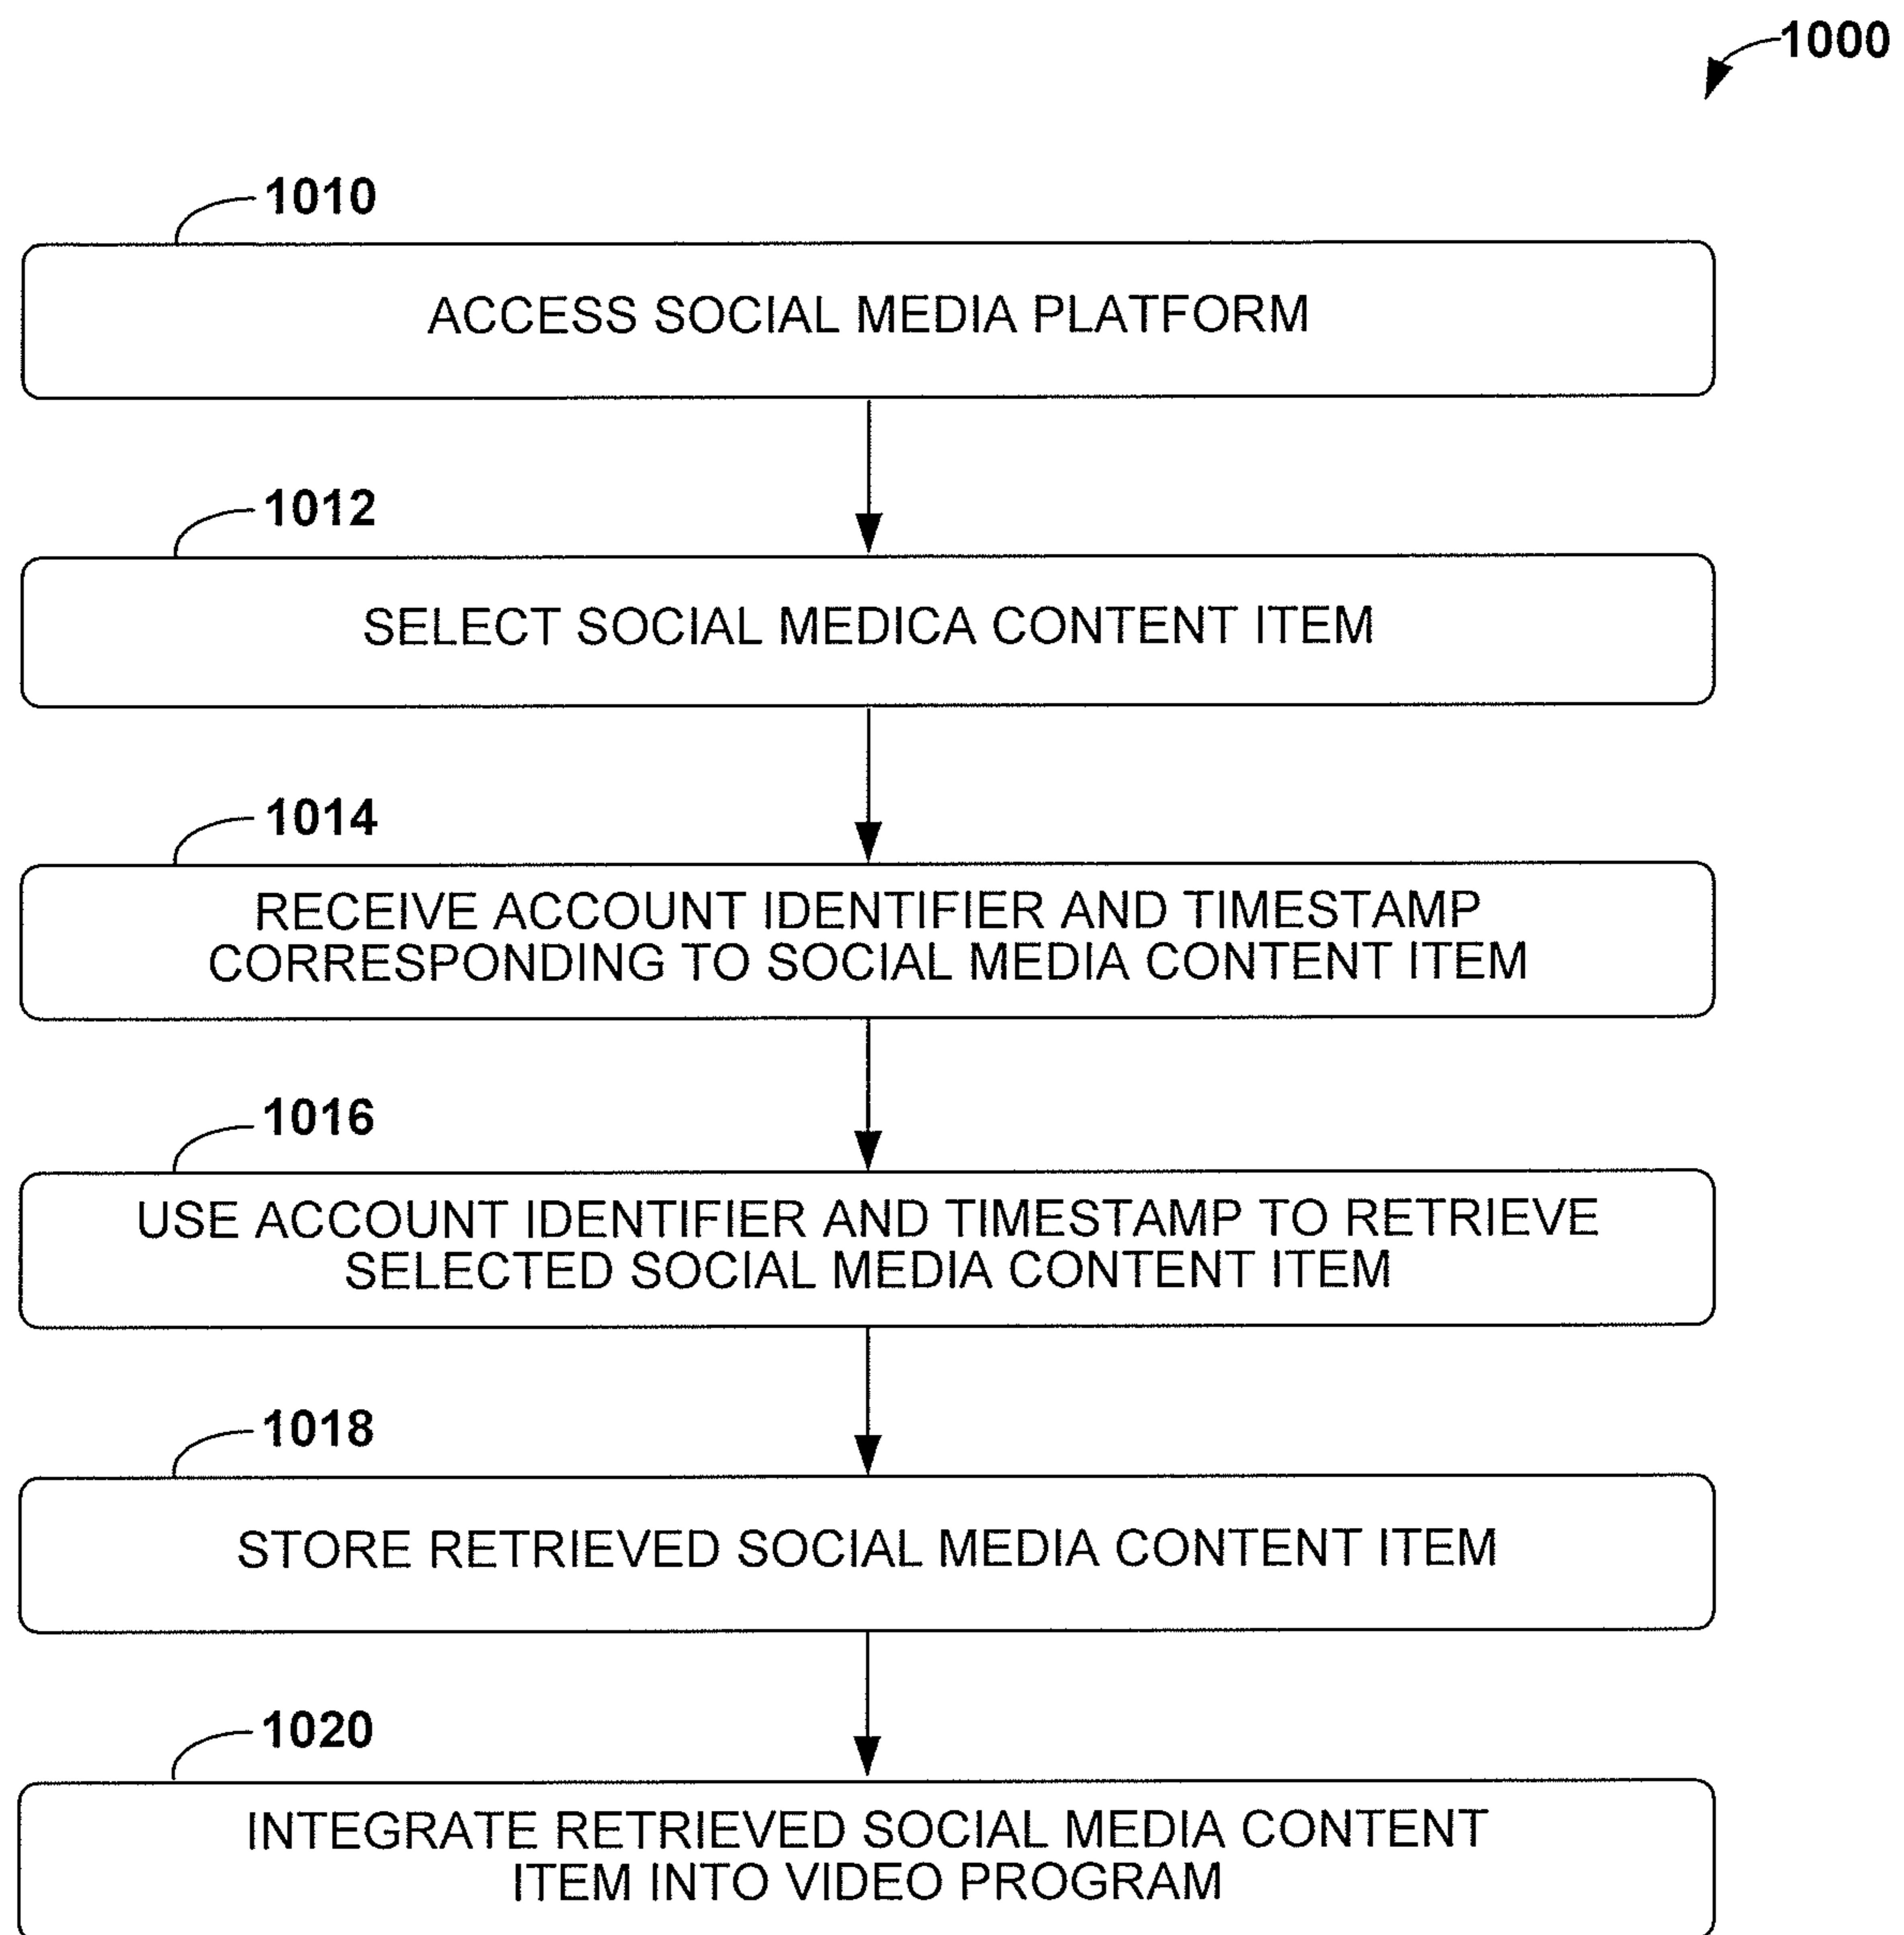 1000
1010
ACCESS SOCIAL MEDIA PLATFORM
1012
SELECT SOCIAL MEDICA CONTENT ITEM
1014
RECEIVE ACCOUNT IDENTIFIER AND TIMESTAMP
CORRESPONDING TO SOCIAL MEDIA CONTENT ITEM
1016
USE ACCOUNT IDENTIFIER AND TIMESTAMP TO RETRIEVE
SELECTED SOCIAL MEDIA CONTENT ITEM
1018
STORE RETRIEVED SOCIAL MEDIA CONTENT ITEM
1020
INTEGRATE RETRIEVED SOCIAL MEDIA CONTENT
ITEM INTO VIDEO PROGRAM